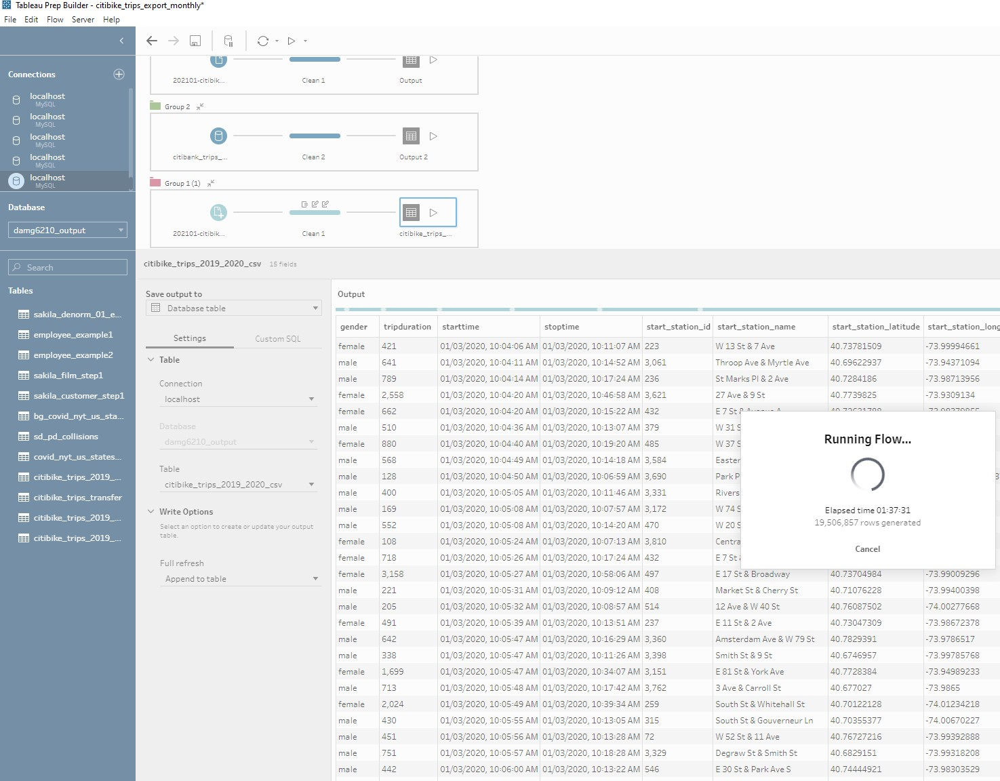 Tableau Prep Builder - citibike_trips_export_monthly*
File Edit Flow Server Help
Connections
localhost
MySQL
localhost
MySQL
localhost
MySQL
localhost
MySQL
localhost
MySQL
Database
damg6210_output
Search
Tables
sakila_denorm_01_e...
employee_example1
employee_example2
sakila_film_step1
sakila_customer_step1
bg_covid_nyt_us_sta...
sd_pd_collisions
covid_nyt_us_states...
citibike_trips_2019_...
citibike_trips_transfer
citibike_trips_2019_...
citibike_trips_2019_...
202101-citibik... Clean 1 Output
Group 2
citibank_trips_... Clean 2 Output 2
Group 1 (1)
202101-citibik... Clean 1 citibike_trips_...
citibike_trips_2019_2020_csv 15 fields
Save output to
Database table
Settings Custom SQL
Table
Connection
localhost
Database
damg6210_output
Table
citibike_trips_2019_2020_csv
Write Options
Select an option to create or update your output
table.
Full refresh
Append to table
Output
gender tripduration starttime stoptime start_station_id start_station_name start_station_latitude start_station_long
female 421 01/03/2020, 10:04:06 AM 01/03/2020, 10:11:07 AM 223 W 13 St & 7 Ave 40.73781509 -73.99994661
male 641 01/03/2020, 10:04:11 AM 01/03/2020, 10:14:52 AM 3,061 Throop Ave & Myrtle Ave 40.69622937 -73.94371094
male 789 01/03/2020, 10:04:14 AM 01/03/2020, 10:17:24 AM 236 St Marks Pl & 2 Ave 40.7284186 -73.98713956
female 2,558 01/03/2020, 10:04:20 AM 01/03/2020, 10:46:58 AM 3,621 27 Ave & 9 St 40.7739825 -73.9309134
female 662 01/03/2020, 10:04:20 AM 01/03/2020, 10:15:22 AM 432 E 7 St &
male 510 01/03/2020, 10:04:36 AM 01/03/2020, 10:13:07 AM 379 W 31 S
female 880 01/03/2020, 10:04:40 AM 01/03/2020, 10:19:20 AM 485 W 37 S
male 568 01/03/2020, 10:04:49 AM 01/03/2020, 10:14:18 AM 3,584 Easter
male 128 01/03/2020, 10:04:50 AM 01/03/2020, 10:06:59 AM 3,690 Park P
male 400 01/03/2020, 10:05:05 AM 01/03/2020, 10:11:46 AM 3,331 Rivers
male 169 01/03/2020, 10:05:08 AM 01/03/2020, 10:07:57 AM 3,172 W 74 S
male 552 01/03/2020, 10:05:08 AM 01/03/2020, 10:14:20 AM 470 W 20 S
female 108 01/03/2020, 10:05:24 AM 01/03/2020, 10:07:13 AM 3,810 Centra
female 718 01/03/2020, 10:05:26 AM 01/03/2020, 10:17:24 AM 432 E 7 St
female 3,158 01/03/2020, 10:05:27 AM 01/03/2020, 10:58:06 AM 497 E 17 St & Broadway 40.73704984 -73.99009296
male 221 01/03/2020, 10:05:31 AM 01/03/2020, 10:09:12 AM 408 Market St & Cherry St 40.71076228 -73.99400398
male 205 01/03/2020, 10:05:32 AM 01/03/2020, 10:08:57 AM 514 12 Ave & W 40 St 40.76087502 -74.00277668
female 491 01/03/2020, 10:05:39 AM 01/03/2020, 10:13:51 AM 237 E 11 St & 2 Ave 40.73047309 -73.98672378
male 642 01/03/2020, 10:05:47 AM 01/03/2020, 10:16:29 AM 3,360 Amsterdam Ave & W 79 St 40.7829391 -73.9786517
male 338 01/03/2020, 10:05:47 AM 01/03/2020, 10:11:26 AM 3,398 Smith St & 9 St 40.6746957 -73.99785768
female 1,699 01/03/2020, 10:05:47 AM 01/03/2020, 10:34:07 AM 3,151 E 81 St & York Ave 40.7728384 -73.94989233
male 713 01/03/2020, 10:05:48 AM 01/03/2020, 10:17:42 AM 3,762 3 Ave & Carroll St 40.677027 -73.9865
female 2,024 01/03/2020, 10:05:49 AM 01/03/2020, 10:39:34 AM 259 South St & Whitehall St 40.70122128 -74.01234218
male 430 01/03/2020, 10:05:55 AM 01/03/2020, 10:13:05 AM 315 South St & Gouverneur Ln 40.70355377 -74.00670227
male 451 01/03/2020, 10:05:56 AM 01/03/2020, 10:13:28 AM 72 W 52 St & 11 Ave 40.76727216 -73.99392888
male 751 01/03/2020, 10:05:57 AM 01/03/2020, 10:18:28 AM 3,329 Degraw St & Smith St 40.6829151 -73.99318208
male 442 01/03/2020, 10:06:00 AM 01/03/2020, 10:13:22 AM 546 E 30 St & Park Ave S 40.74444921 -73.98303529
Running Flow...
Elapsed time 01:37:31
19,506,857 rows generated
Cancel